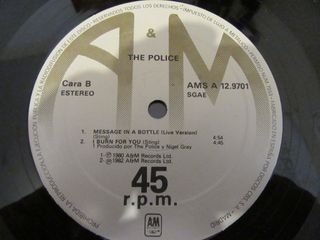 &
A M
THE POLICE
Cara B
ESTEREO
AMS A 12.9701
SGAE
1. MESSAGE IN A BOTTLE (Live Version)
(Sting) 4:54
2. I BURN FOR YOU (Sting) 4:45
Producido por The Police y Nigel Gray
1.-℗ 1980 A&M Records Ltd.
2.-℗ 1982 A&M Records Ltd.
45
r.p.m.
A&M